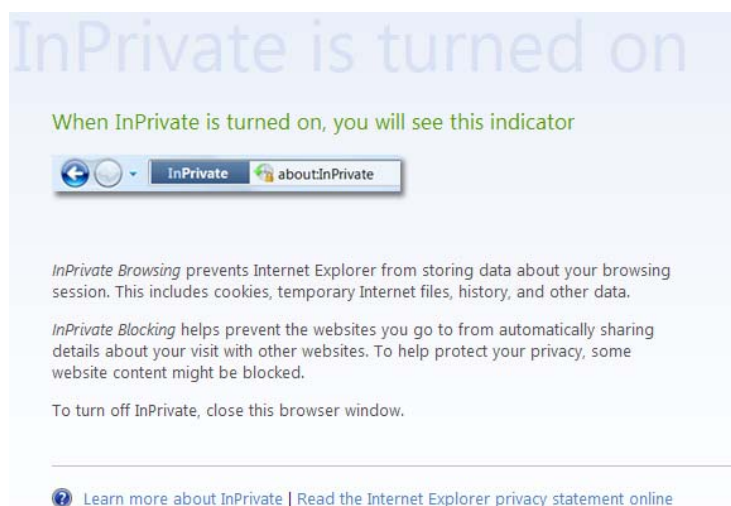 InPrivate is turned on
When InPrivate is turned on, you will see this indicator
InPrivate about:InPrivate
InPrivate Browsing prevents Internet Explorer from storing data about your browsing
session. This includes cookies, temporary Internet files, history, and other data.
InPrivate Blocking helps prevent the websites you go to from automatically sharing
details about your visit with other websites. To help protect your privacy, some
website content might be blocked.
To turn off InPrivate, close this browser window.
Learn more about InPrivate | Read the Internet Explorer privacy statement online